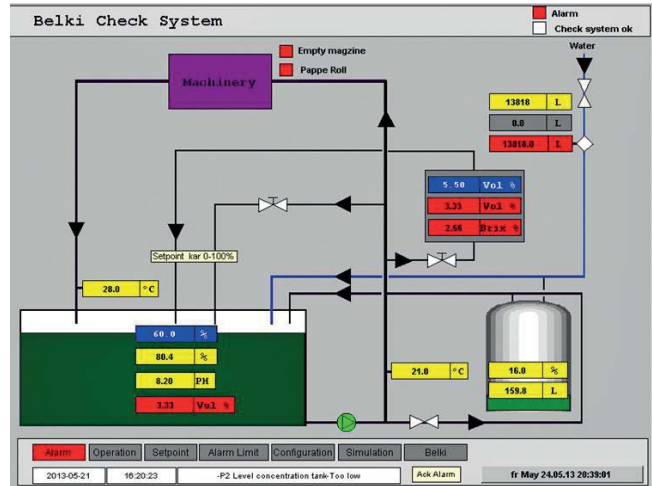 Belki Check System
Alarm
Check system ok
Empty magzine
Pappe Roll
Water
Machinery
13818 L
0.0 L
13818.0 L
5.50 Vol %
3.33 Vol %
2.66 Brix %
Setpoint kar 0-100%
28.0 °C
60.0 %
80.4 %
8.20 PH
3.33 Vol %
21.0 °C
16.0 %
159.8 L
Alarm Operation Setpoint Alarm Limit Configuration Simulation Belki
2013-05-21 16:20:23 -P2 Level concentration tank-Too low Ack Alarm fr May 24.05.13 20:39:01